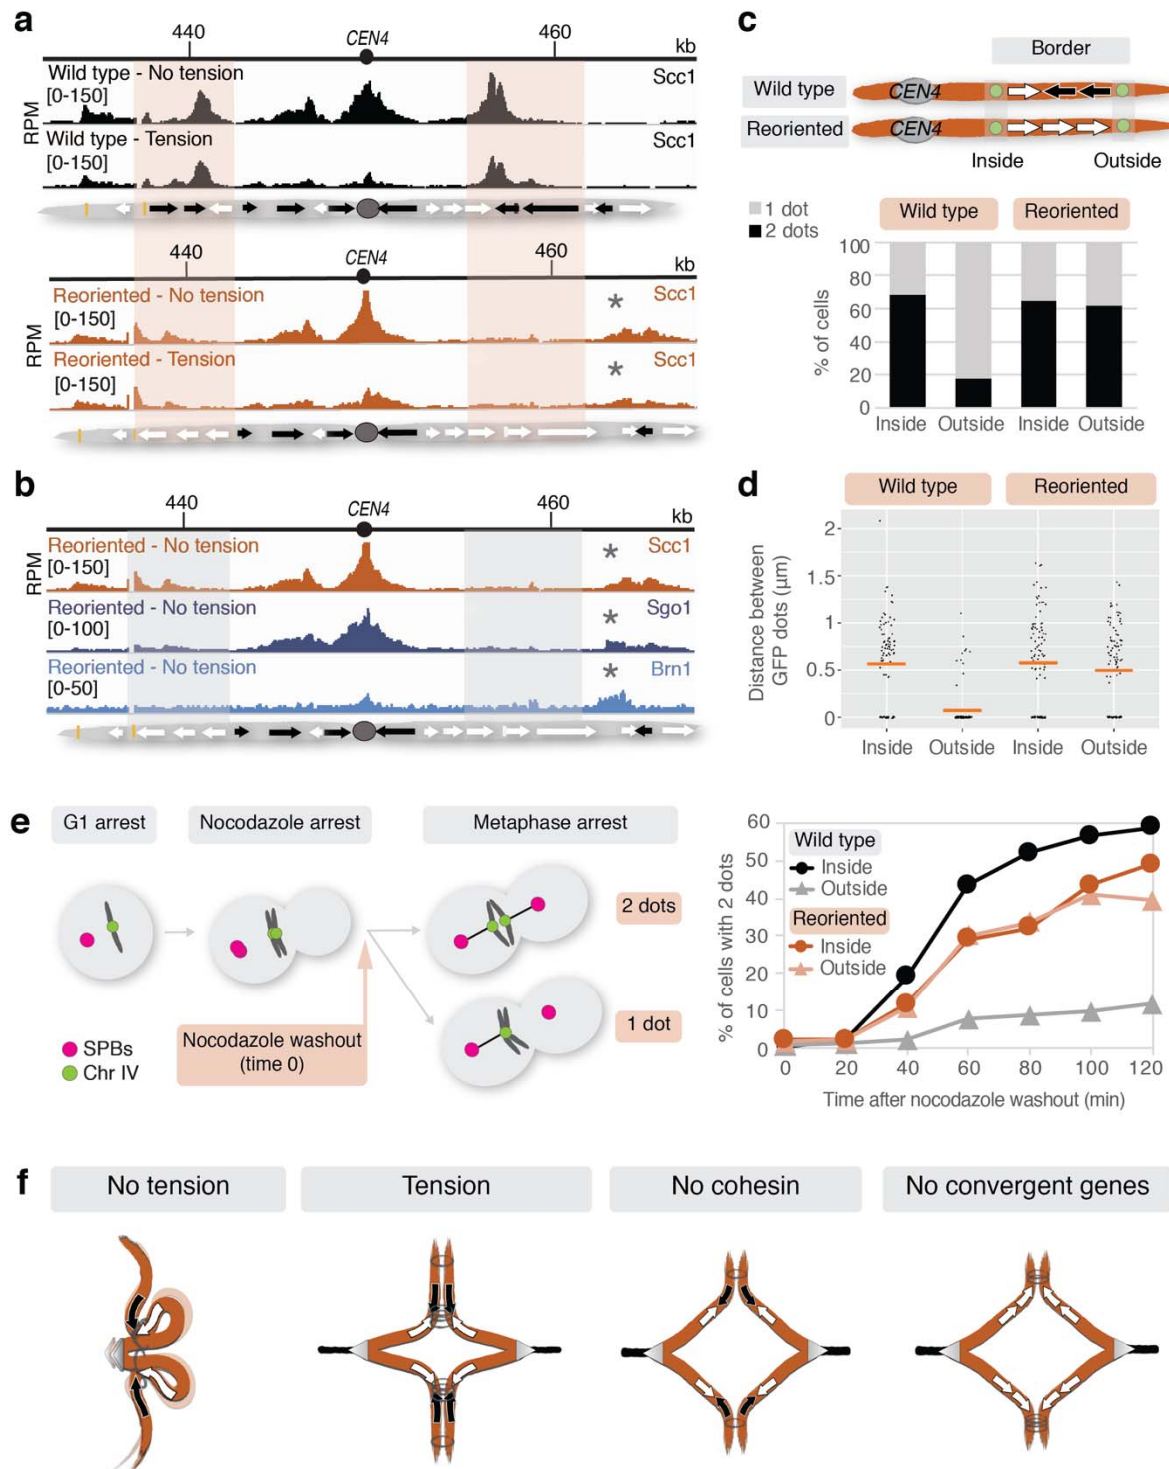 a
440
CEN4
460
kb
Wild type - No tension
Scc1
[0-150]
RPM
Wild type - Tension
Scc1
[0-150]
440
CEN4
460
kb
Reoriented - No tension
*
Scc1
[0-150]
RPM
Reoriented - Tension
*
Scc1
[0-150]
b
440
CEN4
460
Reoriented - No tension
*
Scc1
[0-150]
RPM
Reoriented - No tension
*
Sgo1
[0-100]
Reoriented - No tension
*
Brn1
[0-50]
c
Border
Wild type
CEN4
Reoriented
CEN4
Inside
Outside
1 dot
2 dots
Wild type
Reoriented
% of cells
100
80
60
40
20
0
Inside
Outside
Inside
Outside
d
Wild type
Reoriented
Distance between
GFP dots (µm)
2
1.5
1
0.5
0
Inside
Outside
Inside
Outside
e
G1 arrest
Nocodazole arrest
Metaphase arrest
2 dots
1 dot
Nocodazole washout
(time 0)
SPBs
Chr IV
% of cells with 2 dots
60
50
40
30
20
10
0
Wild type
Inside
Outside
Reoriented
Inside
Outside
0 20 40 60 80 100 120
Time after nocodazole washout (min)
f
No tension
Tension
No cohesin
No convergent genes